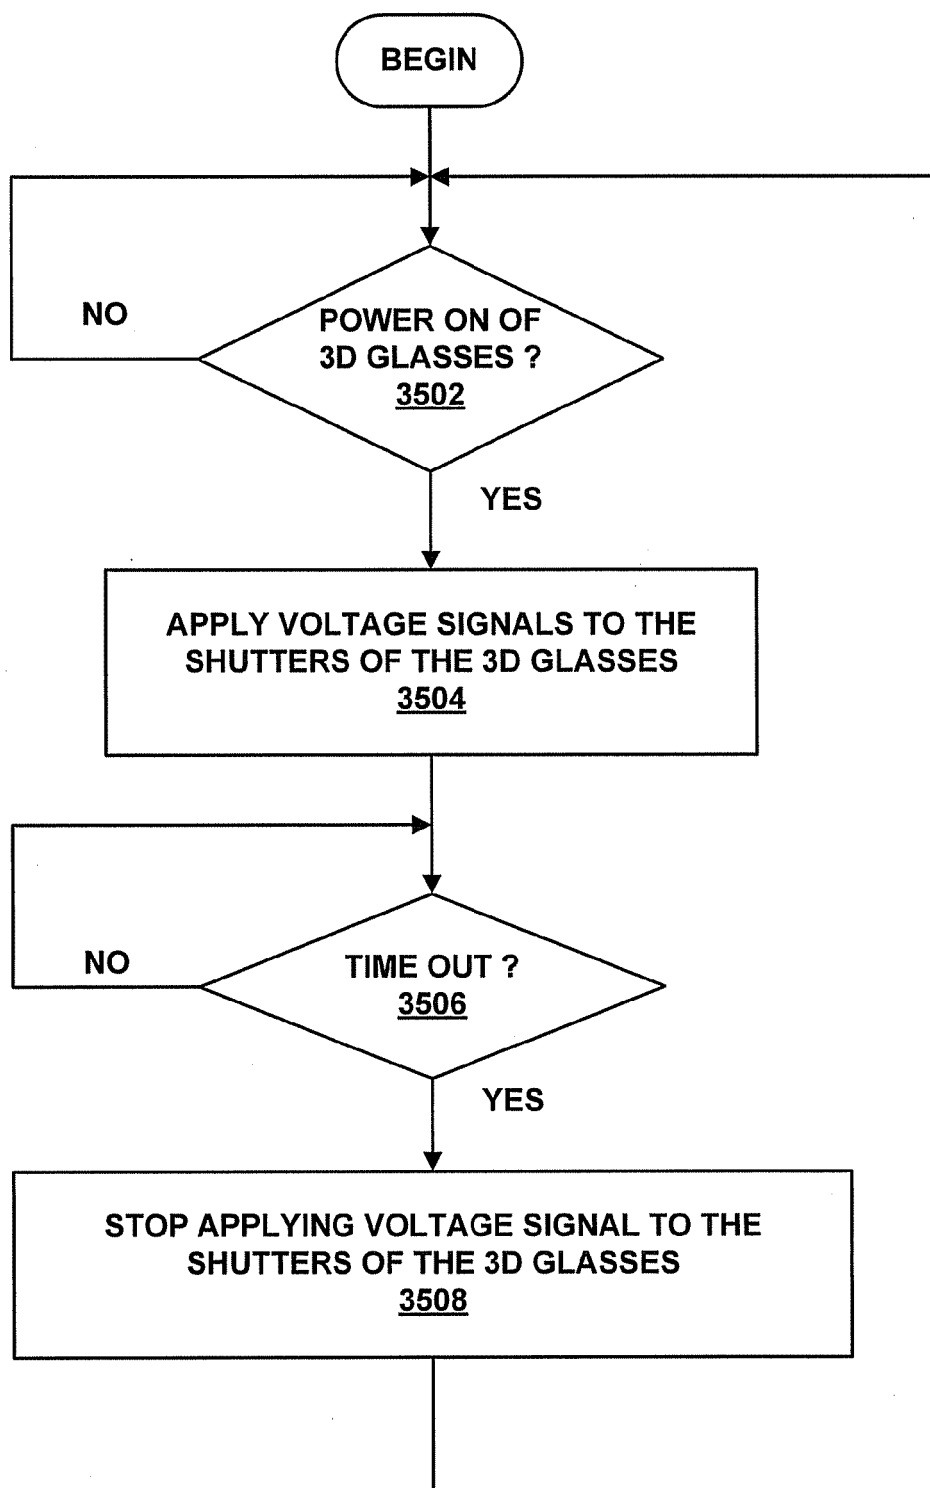 BEGIN
NO
POWER ON OF
3D GLASSES ?
3502
YES
APPLY VOLTAGE SIGNALS TO THE
SHUTTERS OF THE 3D GLASSES
3504
NO
TIME OUT ?
3506
YES
STOP APPLYING VOLTAGE SIGNAL TO THE
SHUTTERS OF THE 3D GLASSES
3508